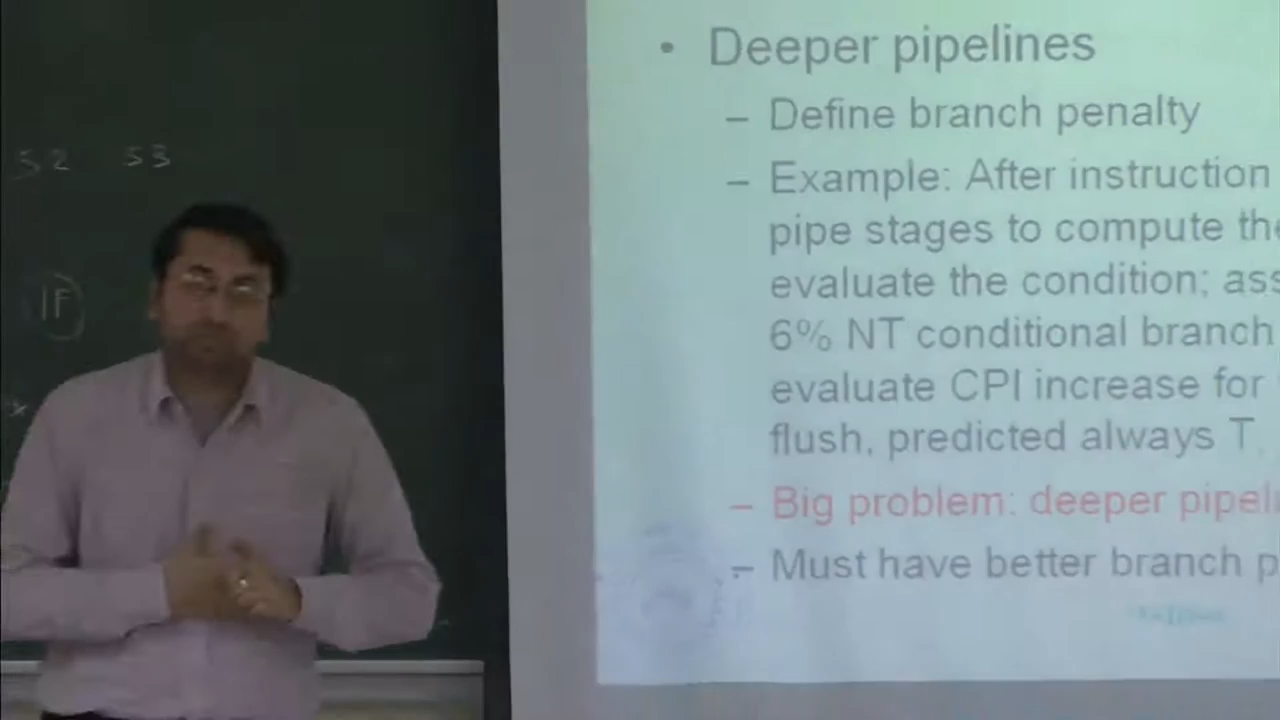 S2 S3
IF
• Deeper pipelines
– Define branch penalty
– Example: After instruction
pipe stages to compute the
evaluate the condition; ass
6% NT conditional branch
evaluate CPI increase for
flush, predicted always T,
– Big problem: deeper pipeli
– Must have better branch p